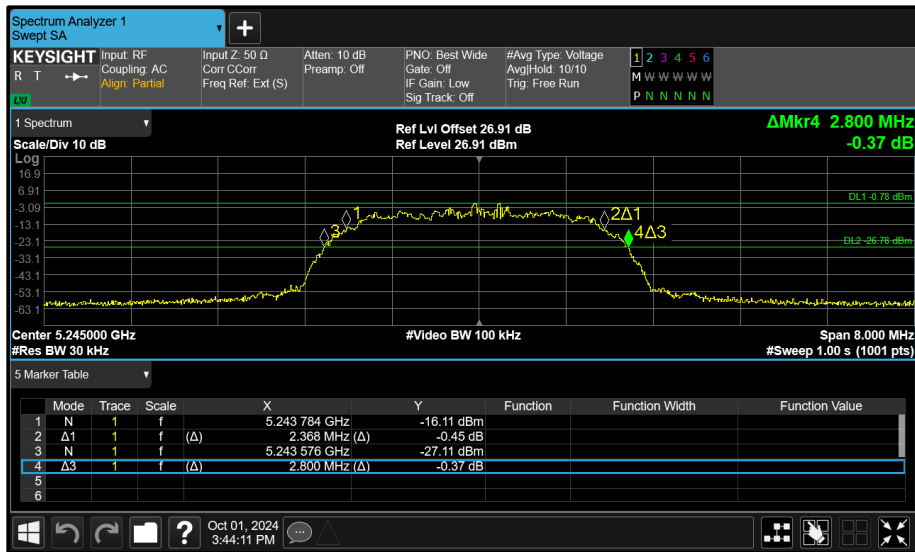 Spectrum Analyzer 1
Swept SA
+
KEYSIGHT Input: RF Input Z: 50 Ω Atten: 10 dB PNO: Best Wide #Avg Type: Voltage 1 2 3 4 5 6
R T Coupling: AC Corr CCorr Preamp: Off Gate: Off Avg|Hold: 10/10 M W W W W W
Align: Partial Freq Ref: Ext (S) IF Gain: Low Trig: Free Run
LXI Sig Track: Off P N N N N N
1 Spectrum Ref Lvl Offset 26.91 dB ΔMkr4 2.800 MHz
Scale/Div 10 dB Ref Level 26.91 dBm -0.37 dB
Log
16.9
6.91
DL1 -0.78 dBm
-3.09
1 2Δ1
-13.1
3 4Δ3
-23.1 DL2 -26.78 dBm
-33.1
-43.1
-53.1
-63.1
Center 5.245000 GHz #Video BW 100 kHz Span 8.000 MHz
#Res BW 30 kHz #Sweep 1.00 s (1001 pts)
5 Marker Table
Mode Trace Scale X Y Function Function Width Function Value
1 N 1 f 5.243 784 GHz -16.11 dBm
2 Δ1 1 f (Δ) 2.368 MHz (Δ) -0.45 dB
3 N 1 f 5.243 576 GHz -27.11 dBm
4 Δ3 1 f (Δ) 2.800 MHz (Δ) -0.37 dB
5
6
? Oct 01, 2024
3:44:11 PM